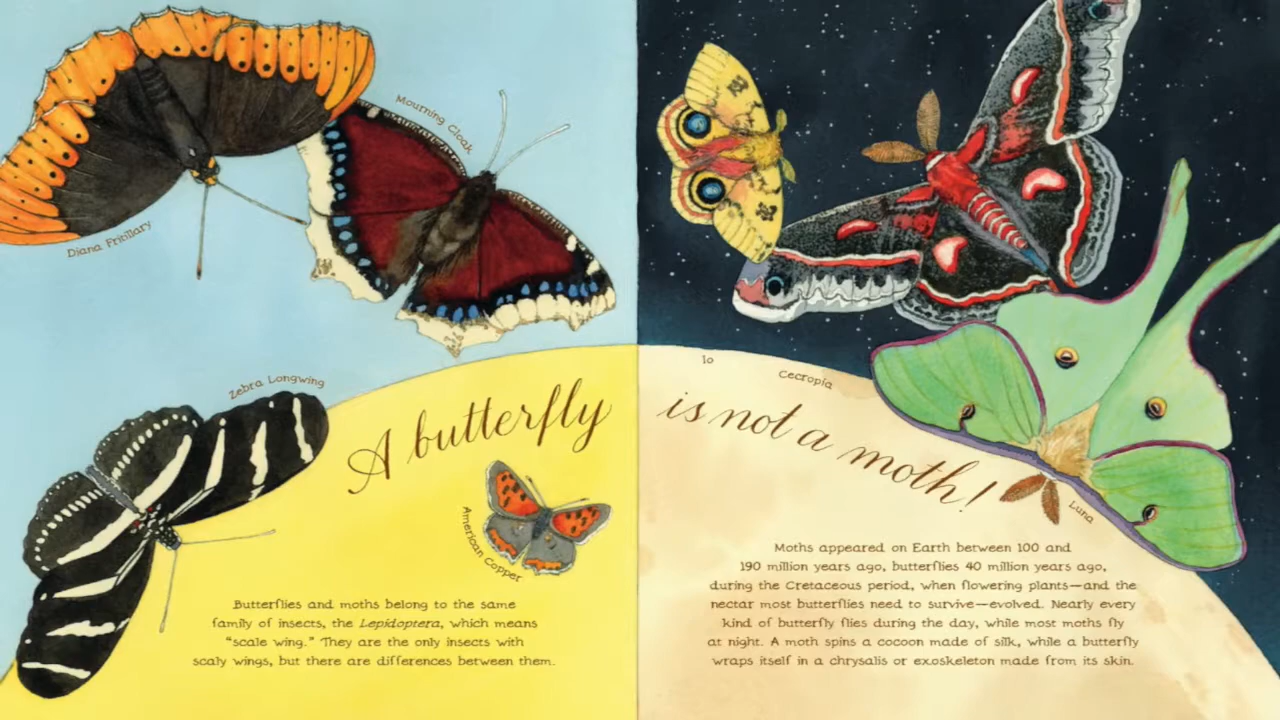 Mourning Cloak
Diana Fritillary
Zebra Longwing
A butterfly
American Copper
Butterflies and moths belong to the same
family of insects, the Lepidoptera, which means
“scale wing.” They are the only insects with
scaly wings, but there are differences between them.
Io
Cecropia
is not a moth!
Luna
Moths appeared on Earth between 100 and
190 million years ago, butterflies 40 million years ago,
during the Cretaceous period, when flowering plants—and the
nectar most butterflies need to survive—evolved. Nearly every
kind of butterfly flies during the day, while most moths fly
at night. A moth spins a cocoon made of silk, while a butterfly
wraps itself in a chrysalis or exoskeleton made from its skin.